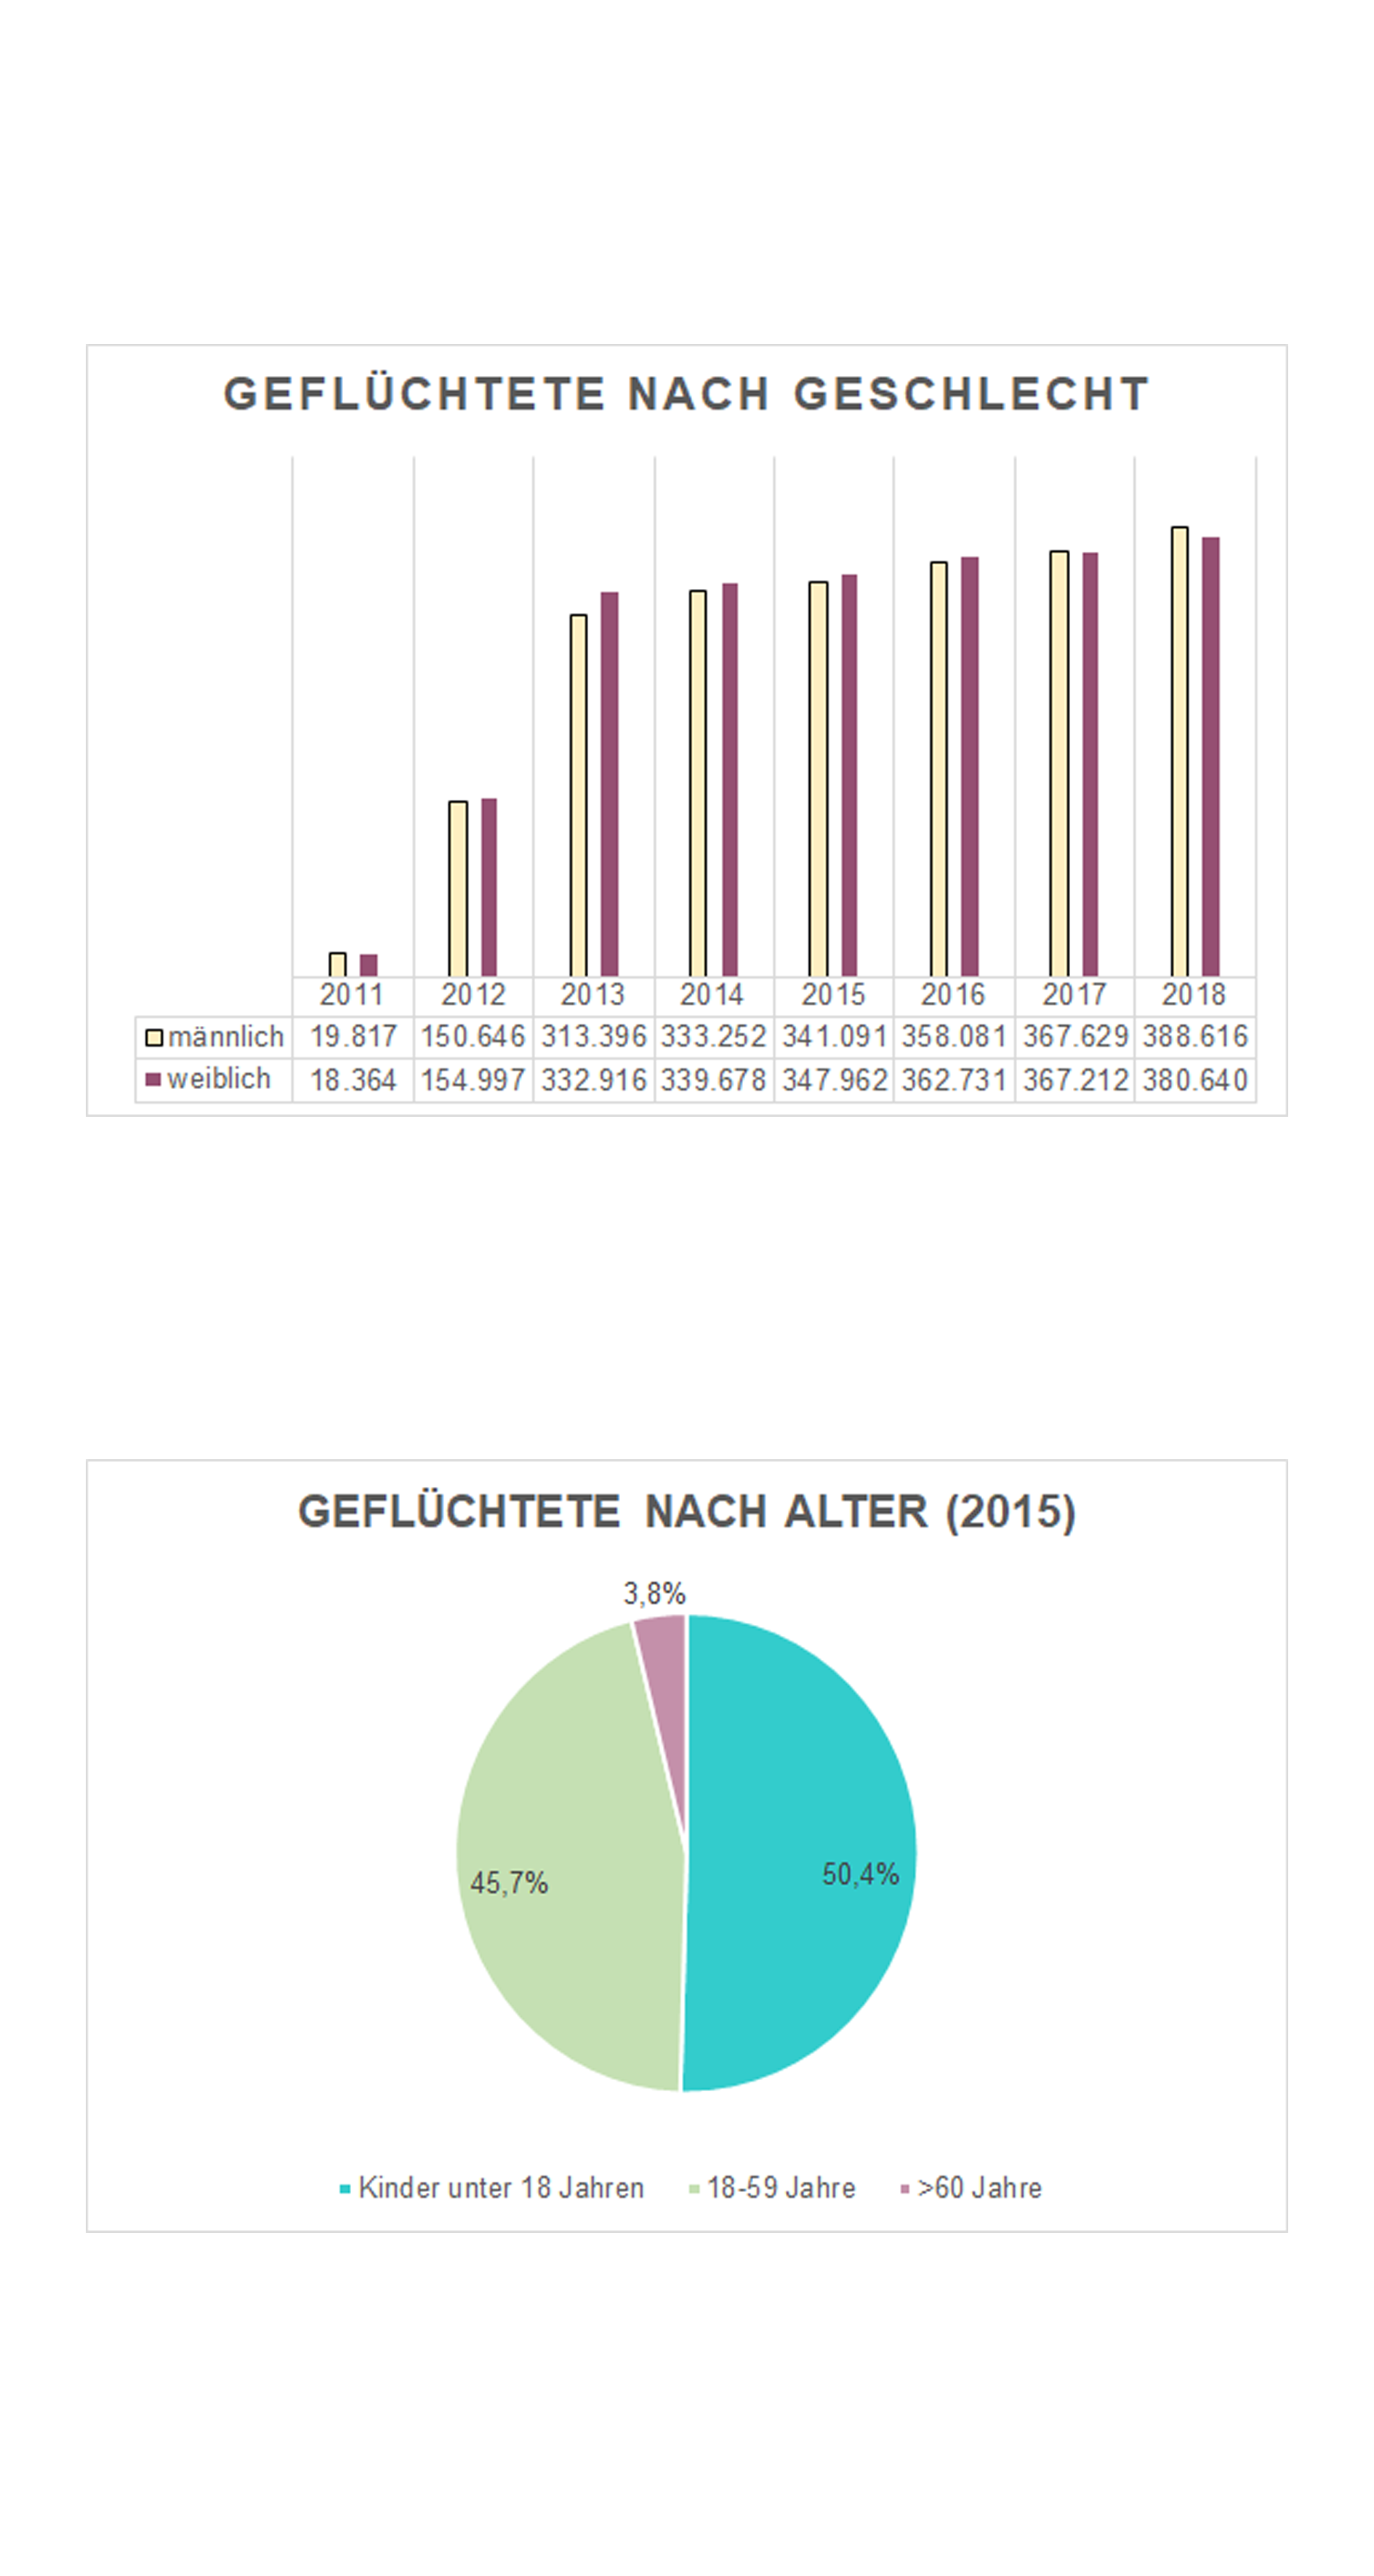 GEFLÜCHTETE NACH GESCHLECHT
2011 2012 2013 2014 2015 2016 2017 2018
männlich 19.817 150.646 313.396 333.252 341.091 358.081 367.629 388.616
weiblich 18.364 154.997 332.916 339.678 347.962 362.731 367.212 380.640
GEFLÜCHTETE NACH ALTER (2015)
3,8%
50,4%
45,7%
Kinder unter 18 Jahren 18-59 Jahre >60 Jahre